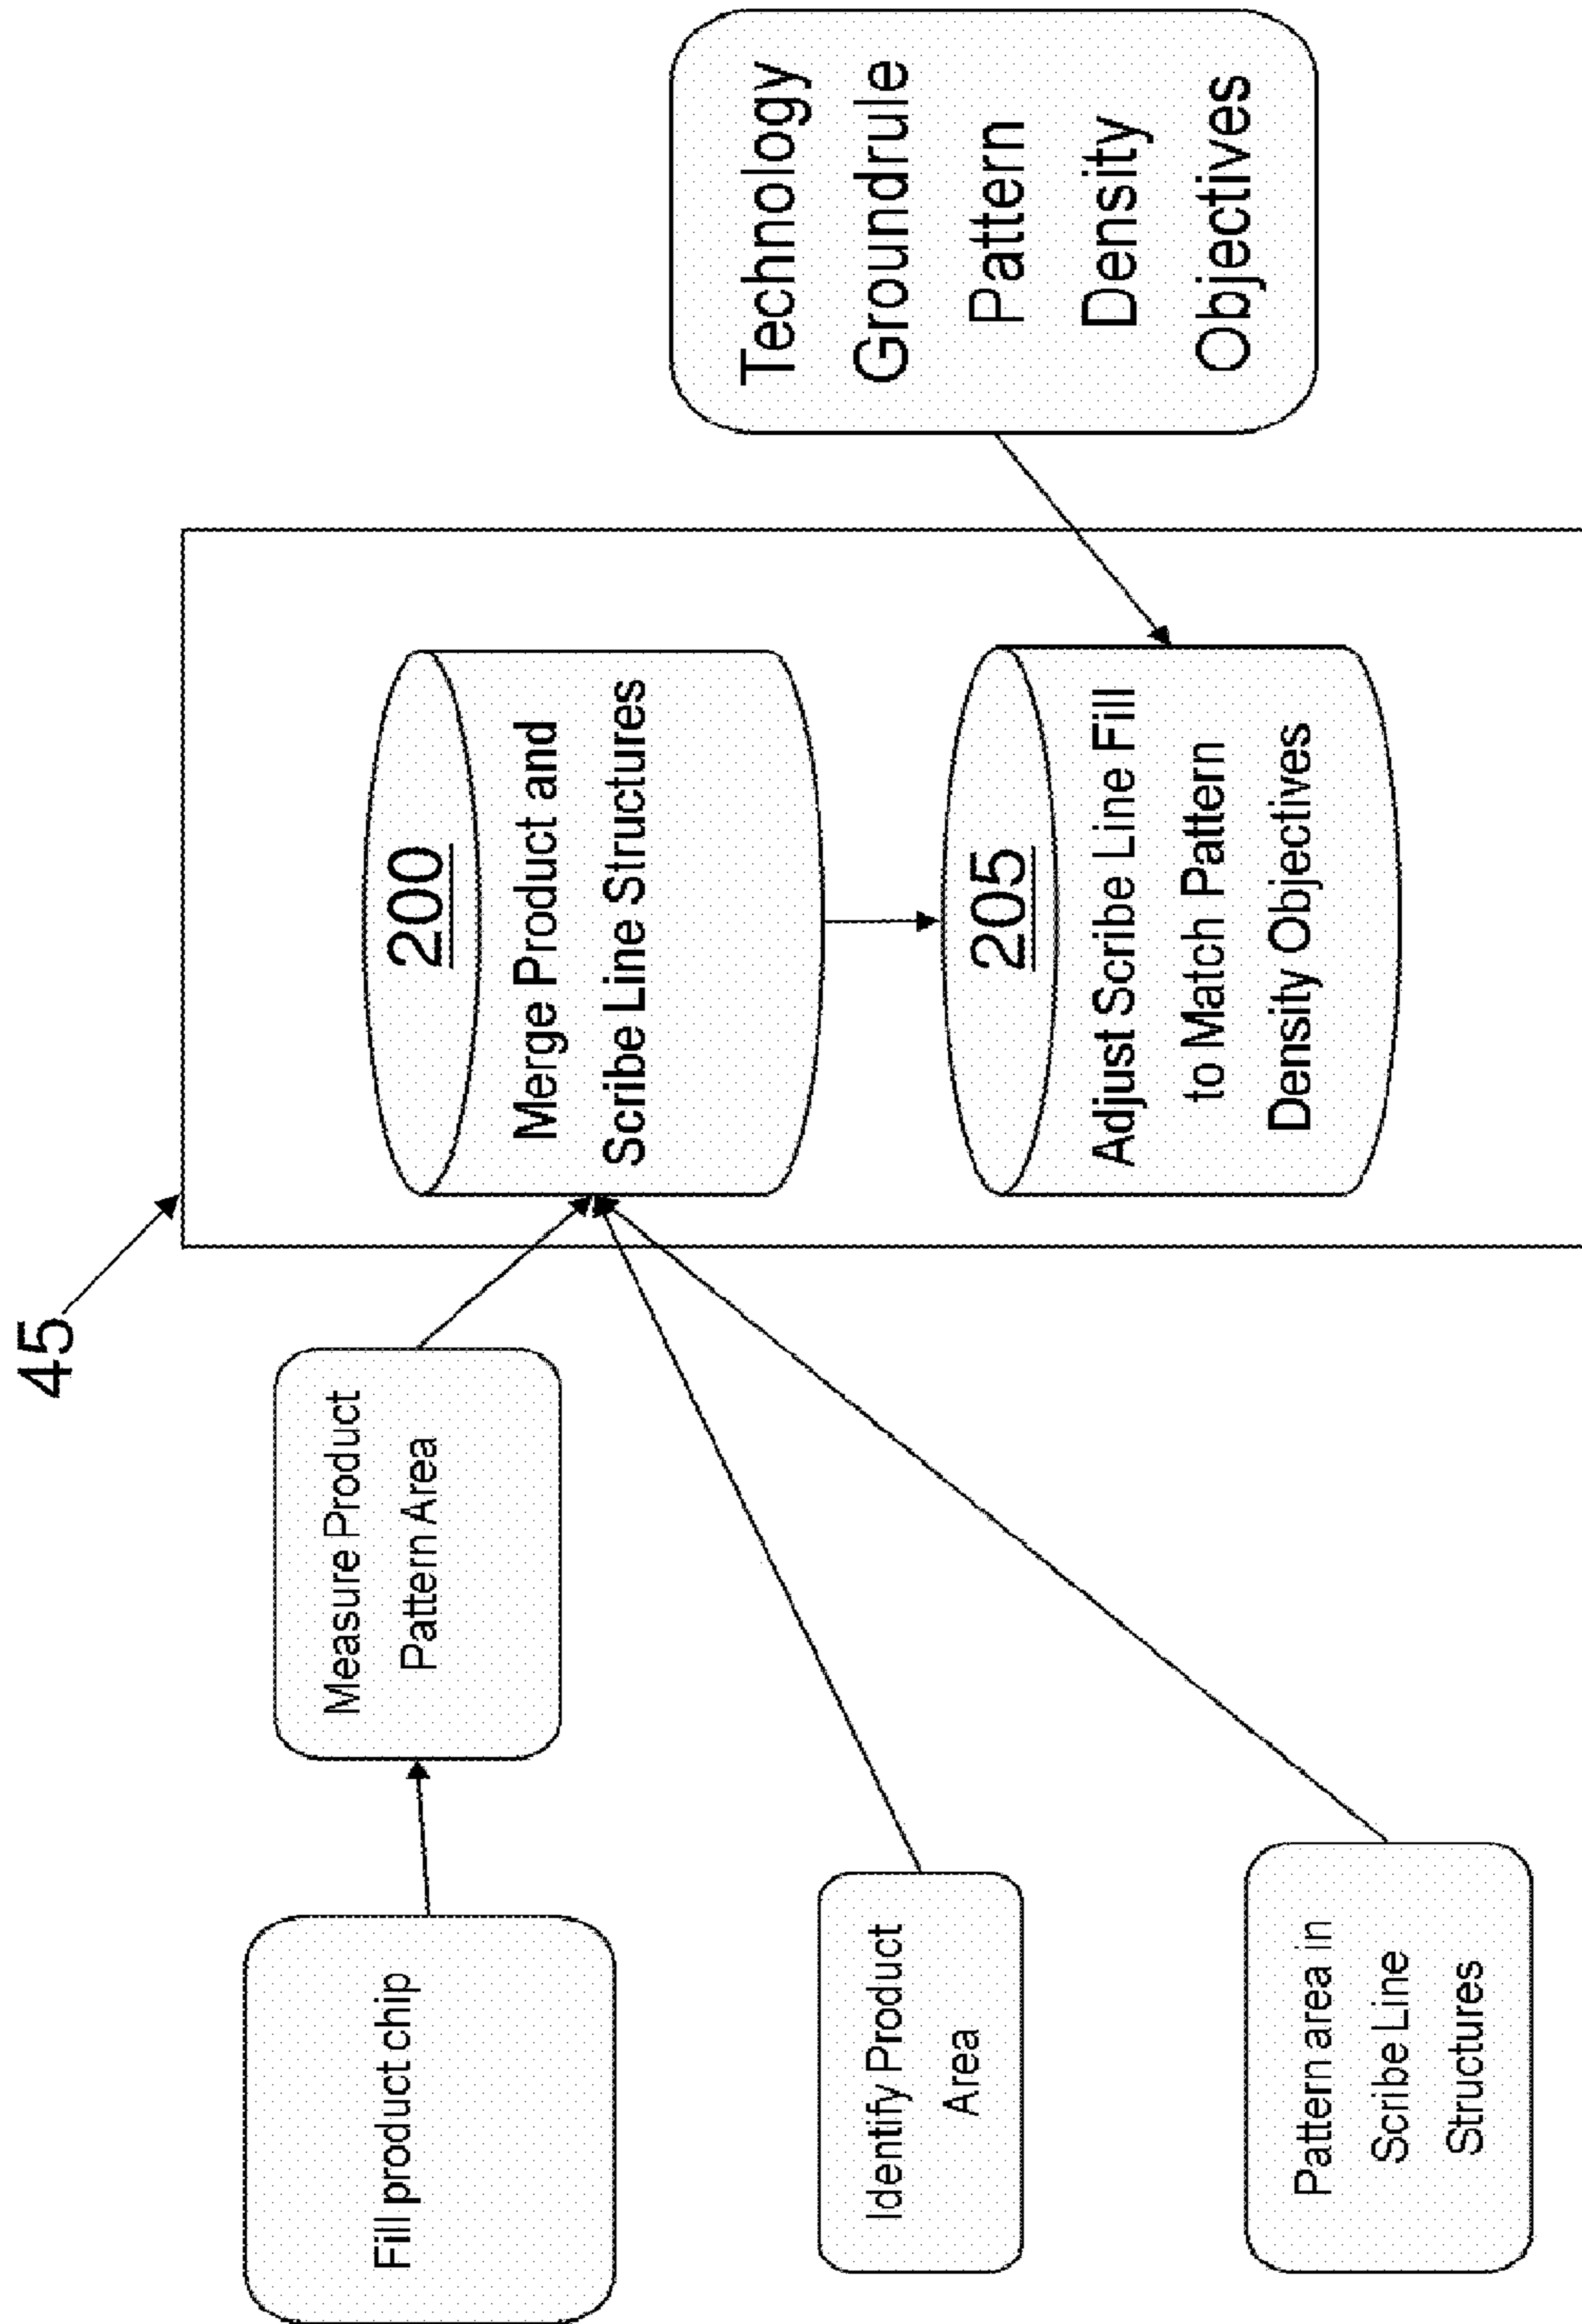 45
Fill product chip
Measure Product
Pattern Area
Identify Product
Area
Pattern area in
Scribe Line
Structures
200
Merge Product and
Scribe Line Structures
205
Adjust Scribe Line Fill
to Match Pattern
Density Objectives
Technology
Groundrule
Pattern
Density
Objectives